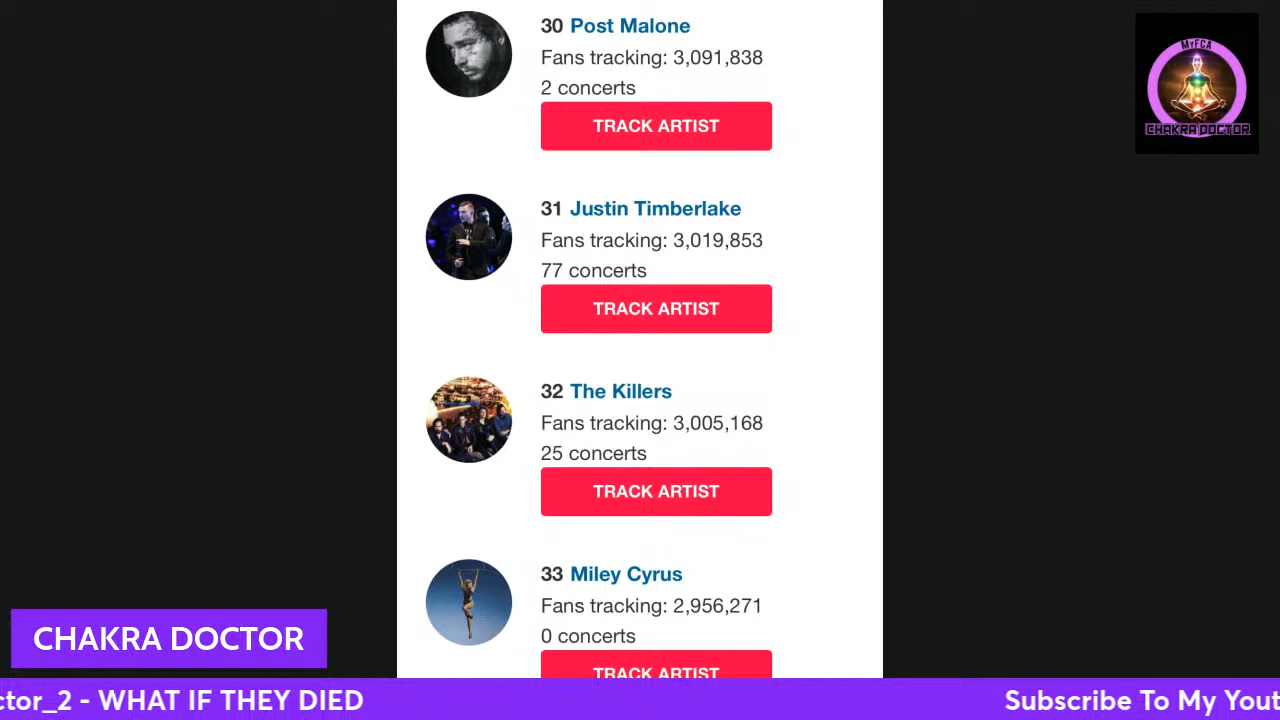 30 Post Malone
Fans tracking: 3,091,838
2 concerts
TRACK ARTIST
MYFCA
CHAKRA DOCTOR
31 Justin Timberlake
Fans tracking: 3,019,853
77 concerts
TRACK ARTIST
32 The Killers
Fans tracking: 3,005,168
25 concerts
TRACK ARTIST
33 Miley Cyrus
Fans tracking: 2,956,271
0 concerts
TRACK ARTIST
CHAKRA DOCTOR
ctor_2 - WHAT IF THEY DIED
Subscribe To My Yout